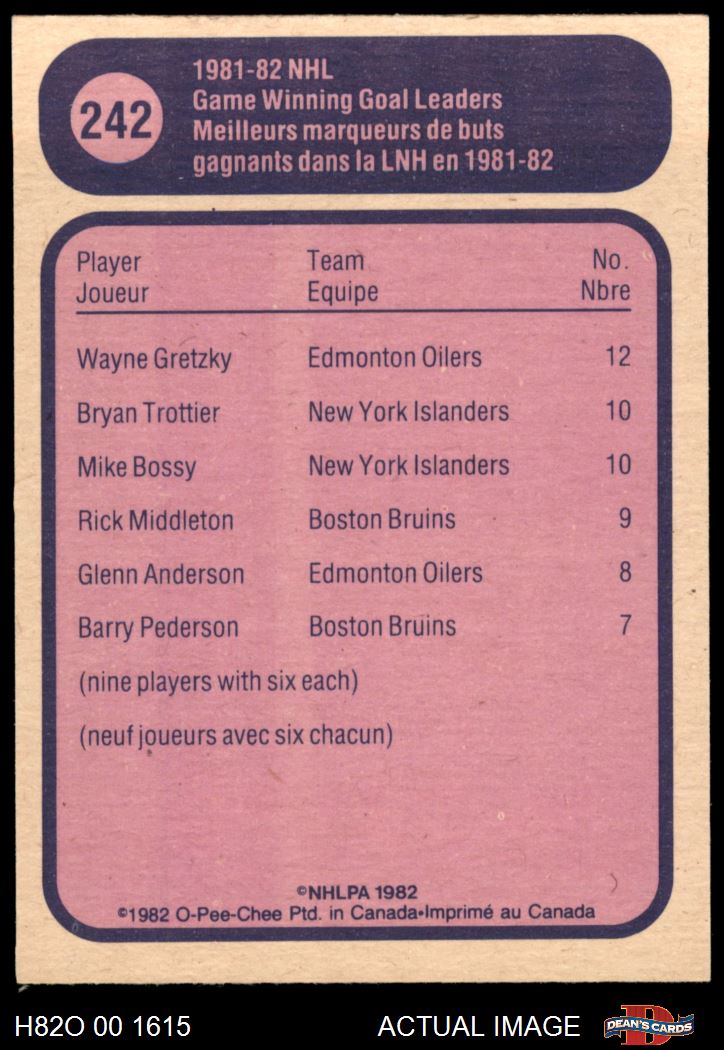 242
1981-82 NHL
Game Winning Goal Leaders
Meilleurs marqueurs de buts
gagnants dans la LNH en 1981-82
Player Team No.
Joueur Equipe Nbre
Wayne Gretzky Edmonton Oilers 12
Bryan Trottier New York Islanders 10
Mike Bossy New York Islanders 10
Rick Middleton Boston Bruins 9
Glenn Anderson Edmonton Oilers 8
Barry Pederson Boston Bruins 7
(nine players with six each)
(neuf joueurs avec six chacun)
©NHLPA 1982
©1982 O-Pee-Chee Ptd. in Canada•Imprimé au Canada
H82O 00 1615 ACTUAL IMAGE DEAN'S CARDS